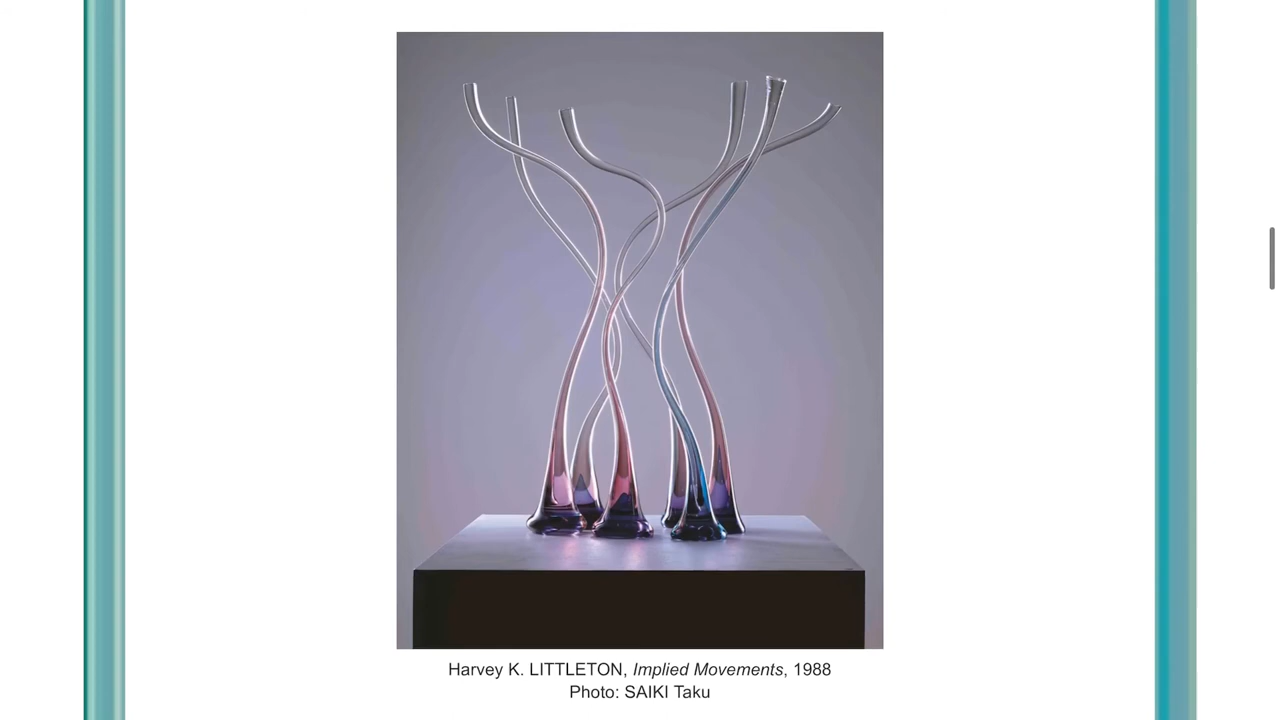 Harvey K. LITTLETON, Implied Movements, 1988
Photo: SAIKI Taku